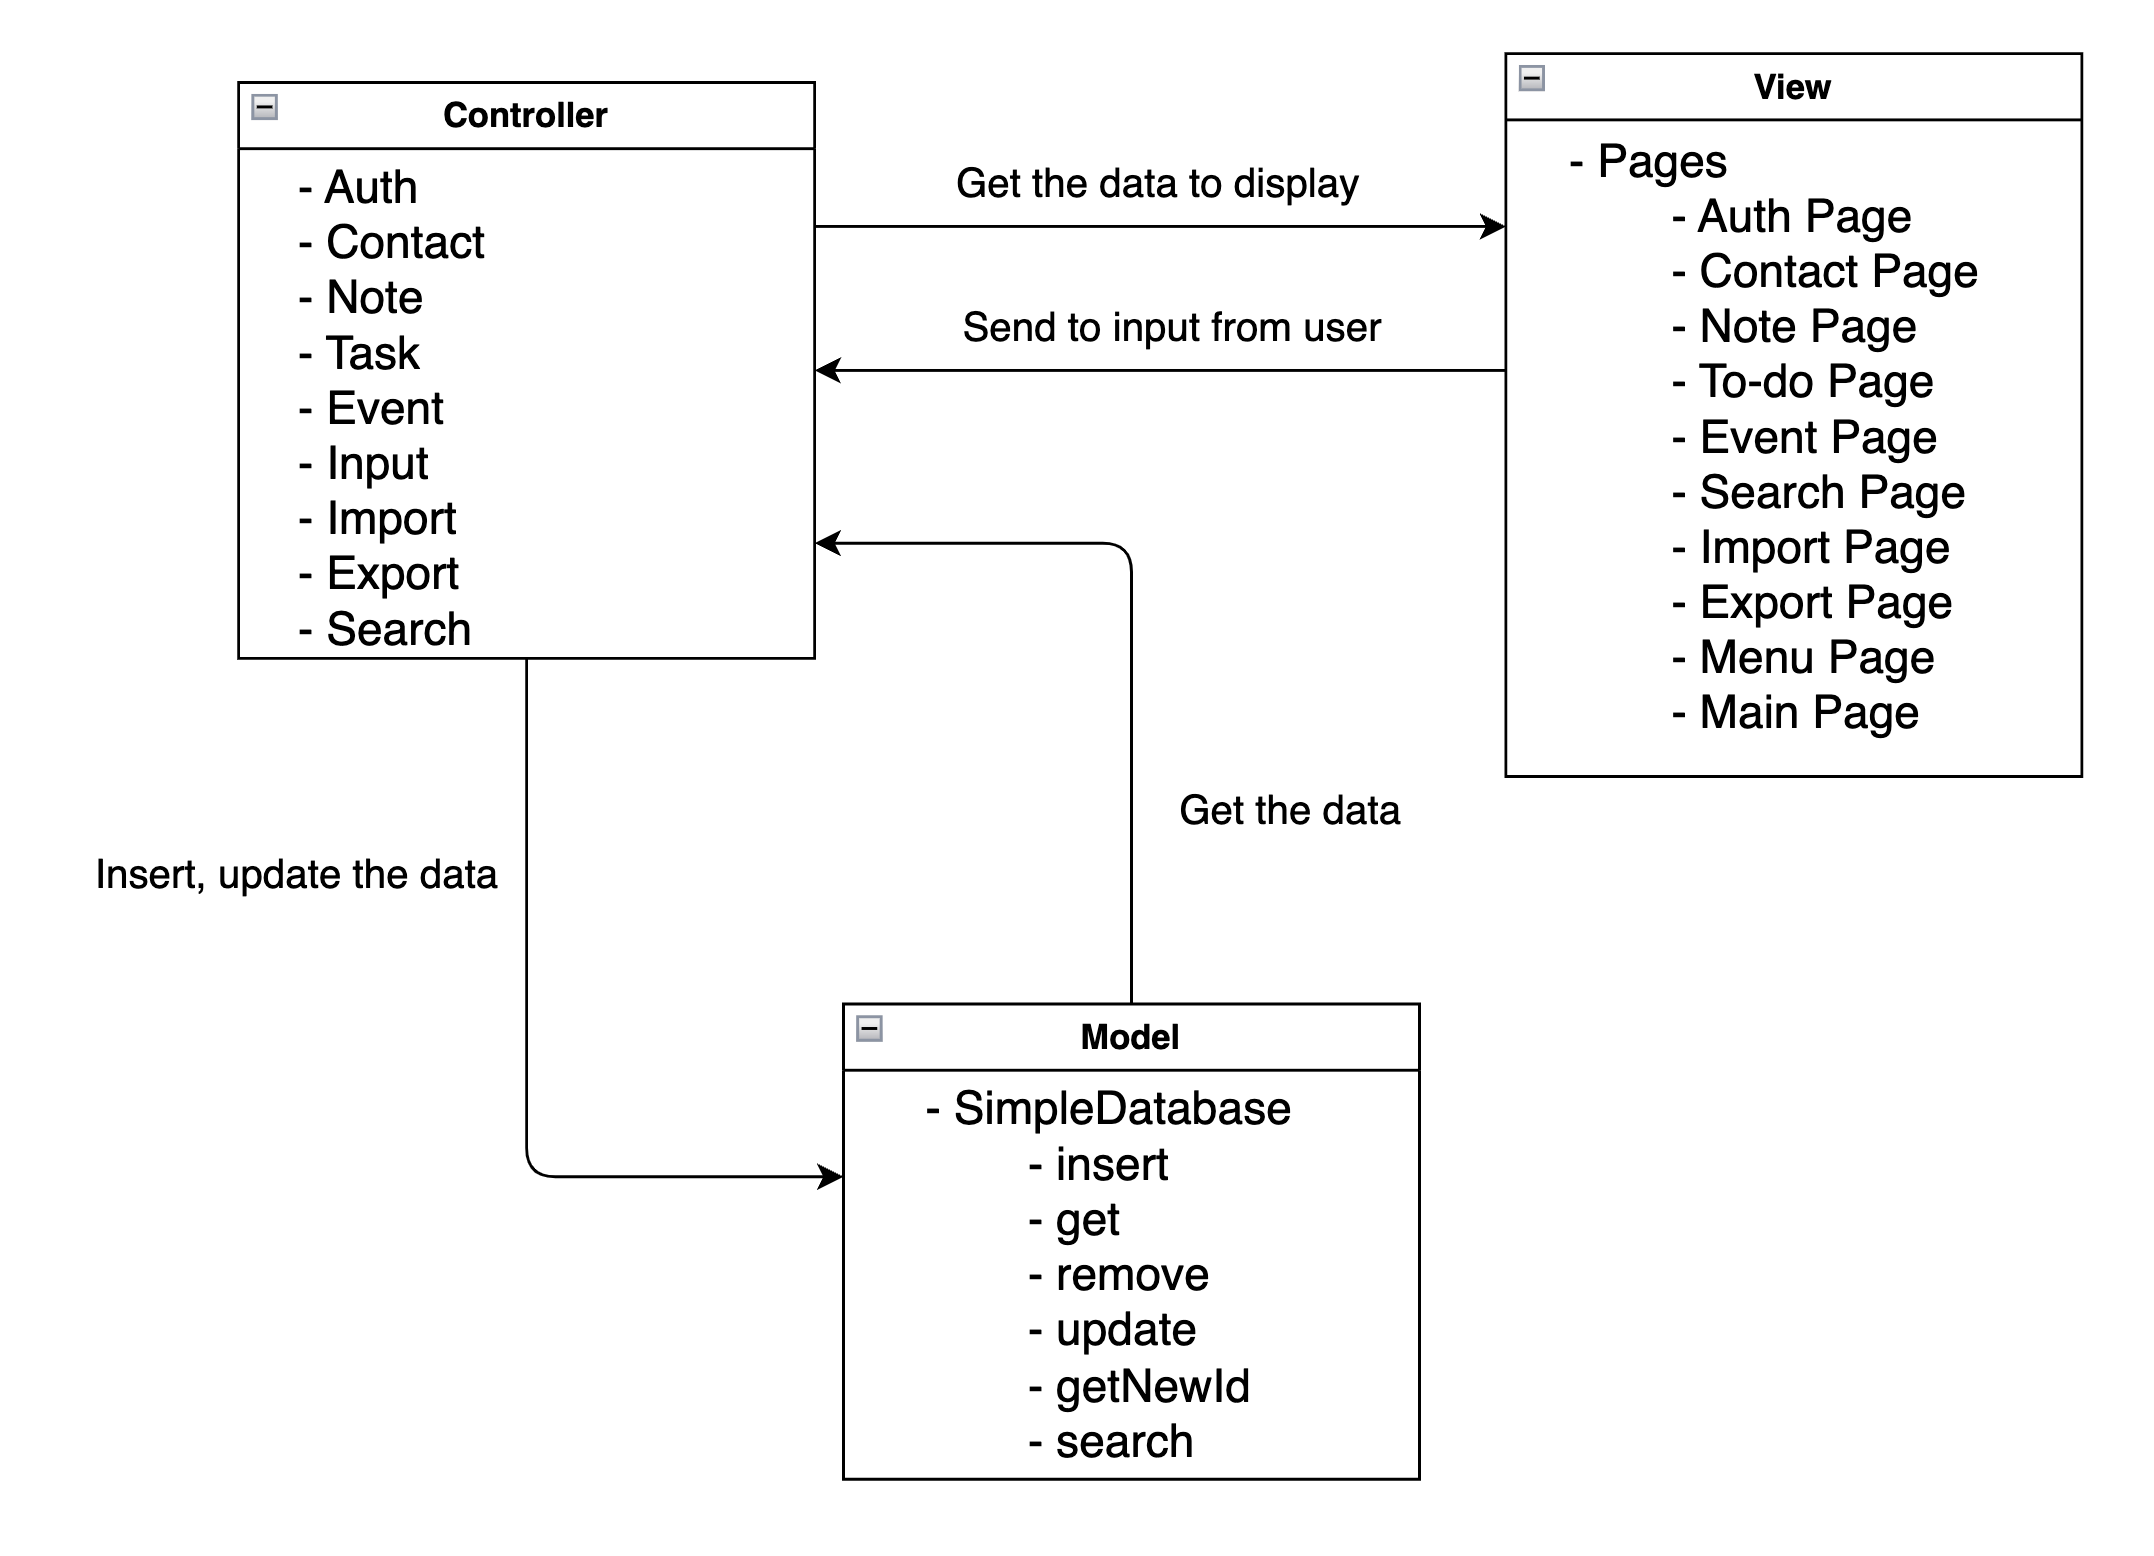 Controller
- Auth
- Contact
- Note
- Task
- Event
- Input
- Import
- Export
- Search
Get the data to display
Send to input from user
View
- Pages
- Auth Page
- Contact Page
- Note Page
- To-do Page
- Event Page
- Search Page
- Import Page
- Export Page
- Menu Page
- Main Page
Insert, update the data
Get the data
Model
- SimpleDatabase
- insert
- get
- remove
- update
- getNewId
- search